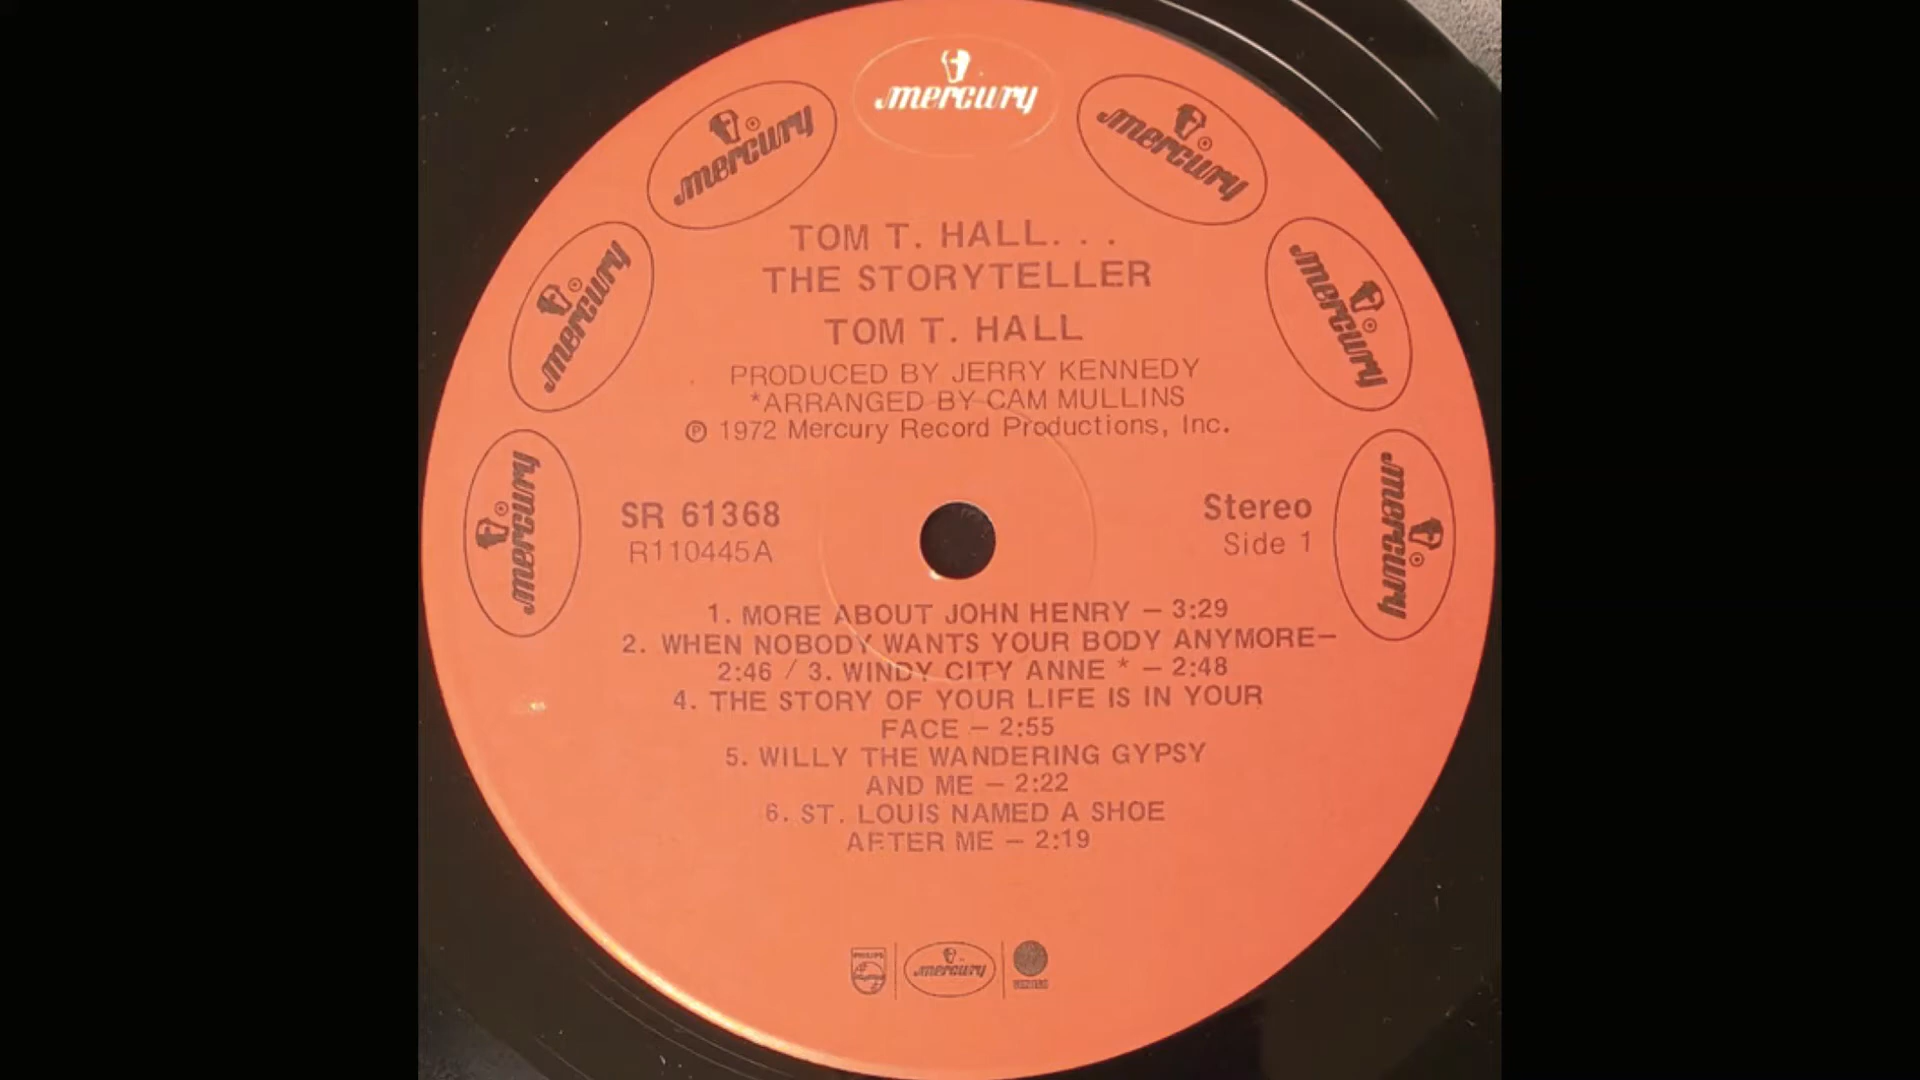 mercury
mercury
mercury
mercury
mercury
mercury
mercury
TOM T. HALL. . .
THE STORYTELLER
TOM T. HALL
PRODUCED BY JERRY KENNEDY
*ARRANGED BY CAM MULLINS
℗ 1972 Mercury Record Productions, Inc.
SR 61368
R110445A
Stereo
Side 1
1. MORE ABOUT JOHN HENRY – 3:29
2. WHEN NOBODY WANTS YOUR BODY ANYMORE–
2:46 / 3. WINDY CITY ANNE * – 2:48
4. THE STORY OF YOUR LIFE IS IN YOUR
FACE – 2:55
5. WILLY THE WANDERING GYPSY
AND ME – 2:22
6. ST. LOUIS NAMED A SHOE
AFTER ME – 2:19
PHILIPS
mercury